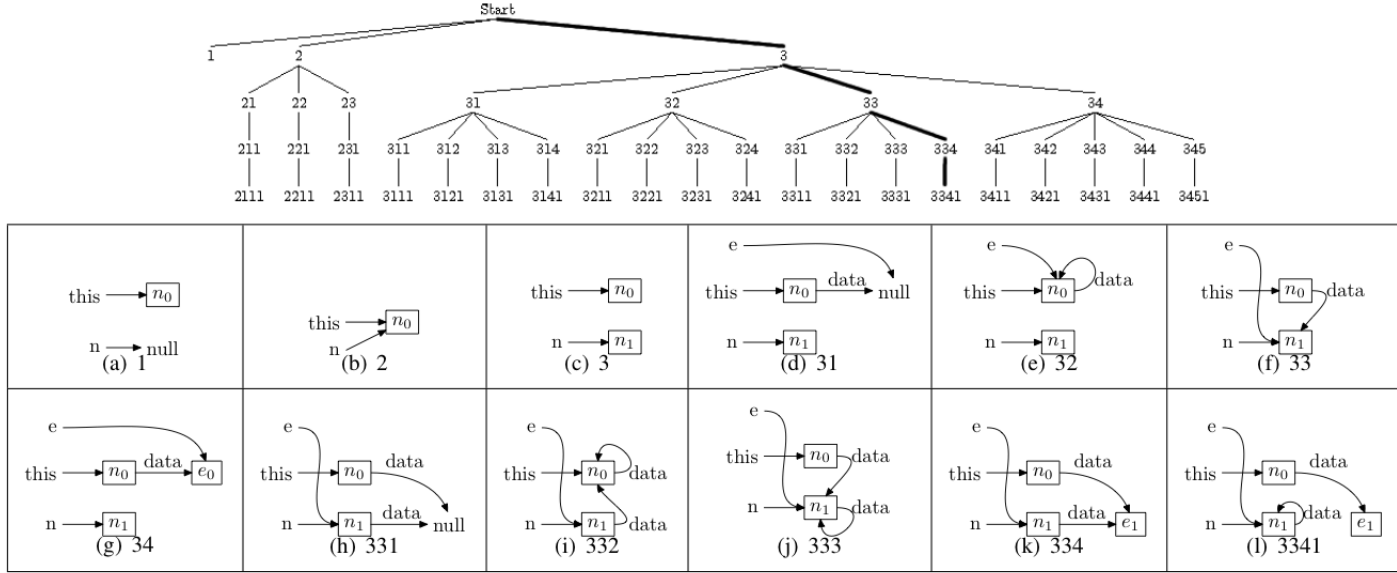 Start
1 2 3
21 22 23 31 32 33 34
211 221 231 311 312 313 314 321 322 323 324 331 332 333 334 341 342 343 344 345
2111 2211 2311 3111 3121 3131 3141 3211 3221 3231 3241 3311 3321 3331 3341 3411 3421 3431 3441 3451
this n0
n null
(a) 1
this n0
n
(b) 2
this n0
n n1
(c) 3
e
this n0 data null
n n1
(d) 31
e
this n0 data
n n1
(e) 32
e
this n0 data
n n1
(f) 33
e
this n0 data e0
n n1
(g) 34
e
this n0 data
n n1 data null
(h) 331
e
this n0 data
n n1 data
(i) 332
e
this n0 data
n n1 data
(j) 333
e
this n0 data
n n1 data e1
(k) 334
e
this n0 data
n n1 data e1
(l) 3341